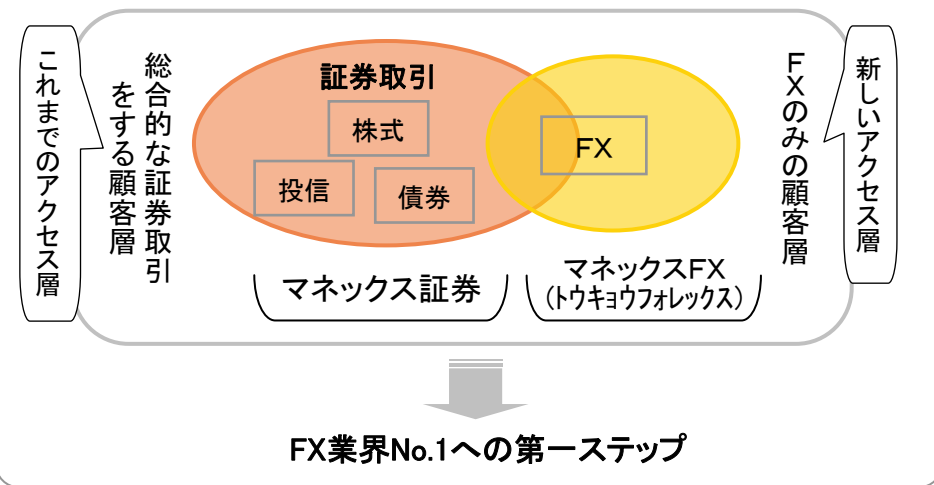 これまでのアクセス層
総合的な証券取引
をする顧客層
証券取引
株式
投信
債券
FX
FXのみの顧客層
新しいアクセス層
マネックス証券
マネックスFX
(トウキョウフォレックス)
FX業界No.1への第一ステップ